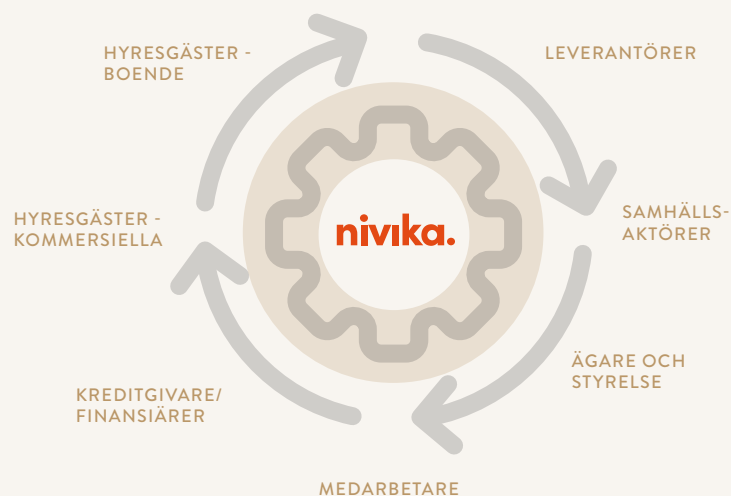 HYRESGÄSTER -
BOENDE
LEVERANTÖRER
HYRESGÄSTER -
KOMMERSIELLA
nivika.
SAMHÄLLS-
AKTÖRER
ÄGARE OCH
STYRELSE
KREDITGIVARE/
FINANSIÄRER
MEDARBETARE